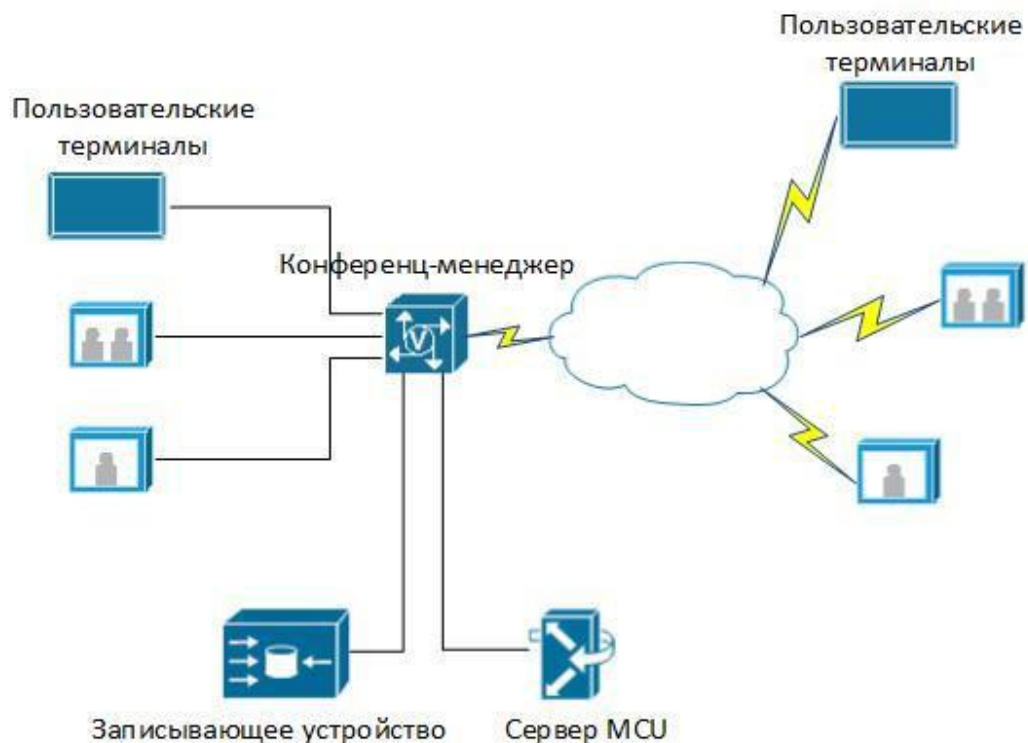 Пользовательские
терминалы
Пользовательские
терминалы
Конференц-менеджер
V
Записывающее устройство
Сервер MCU